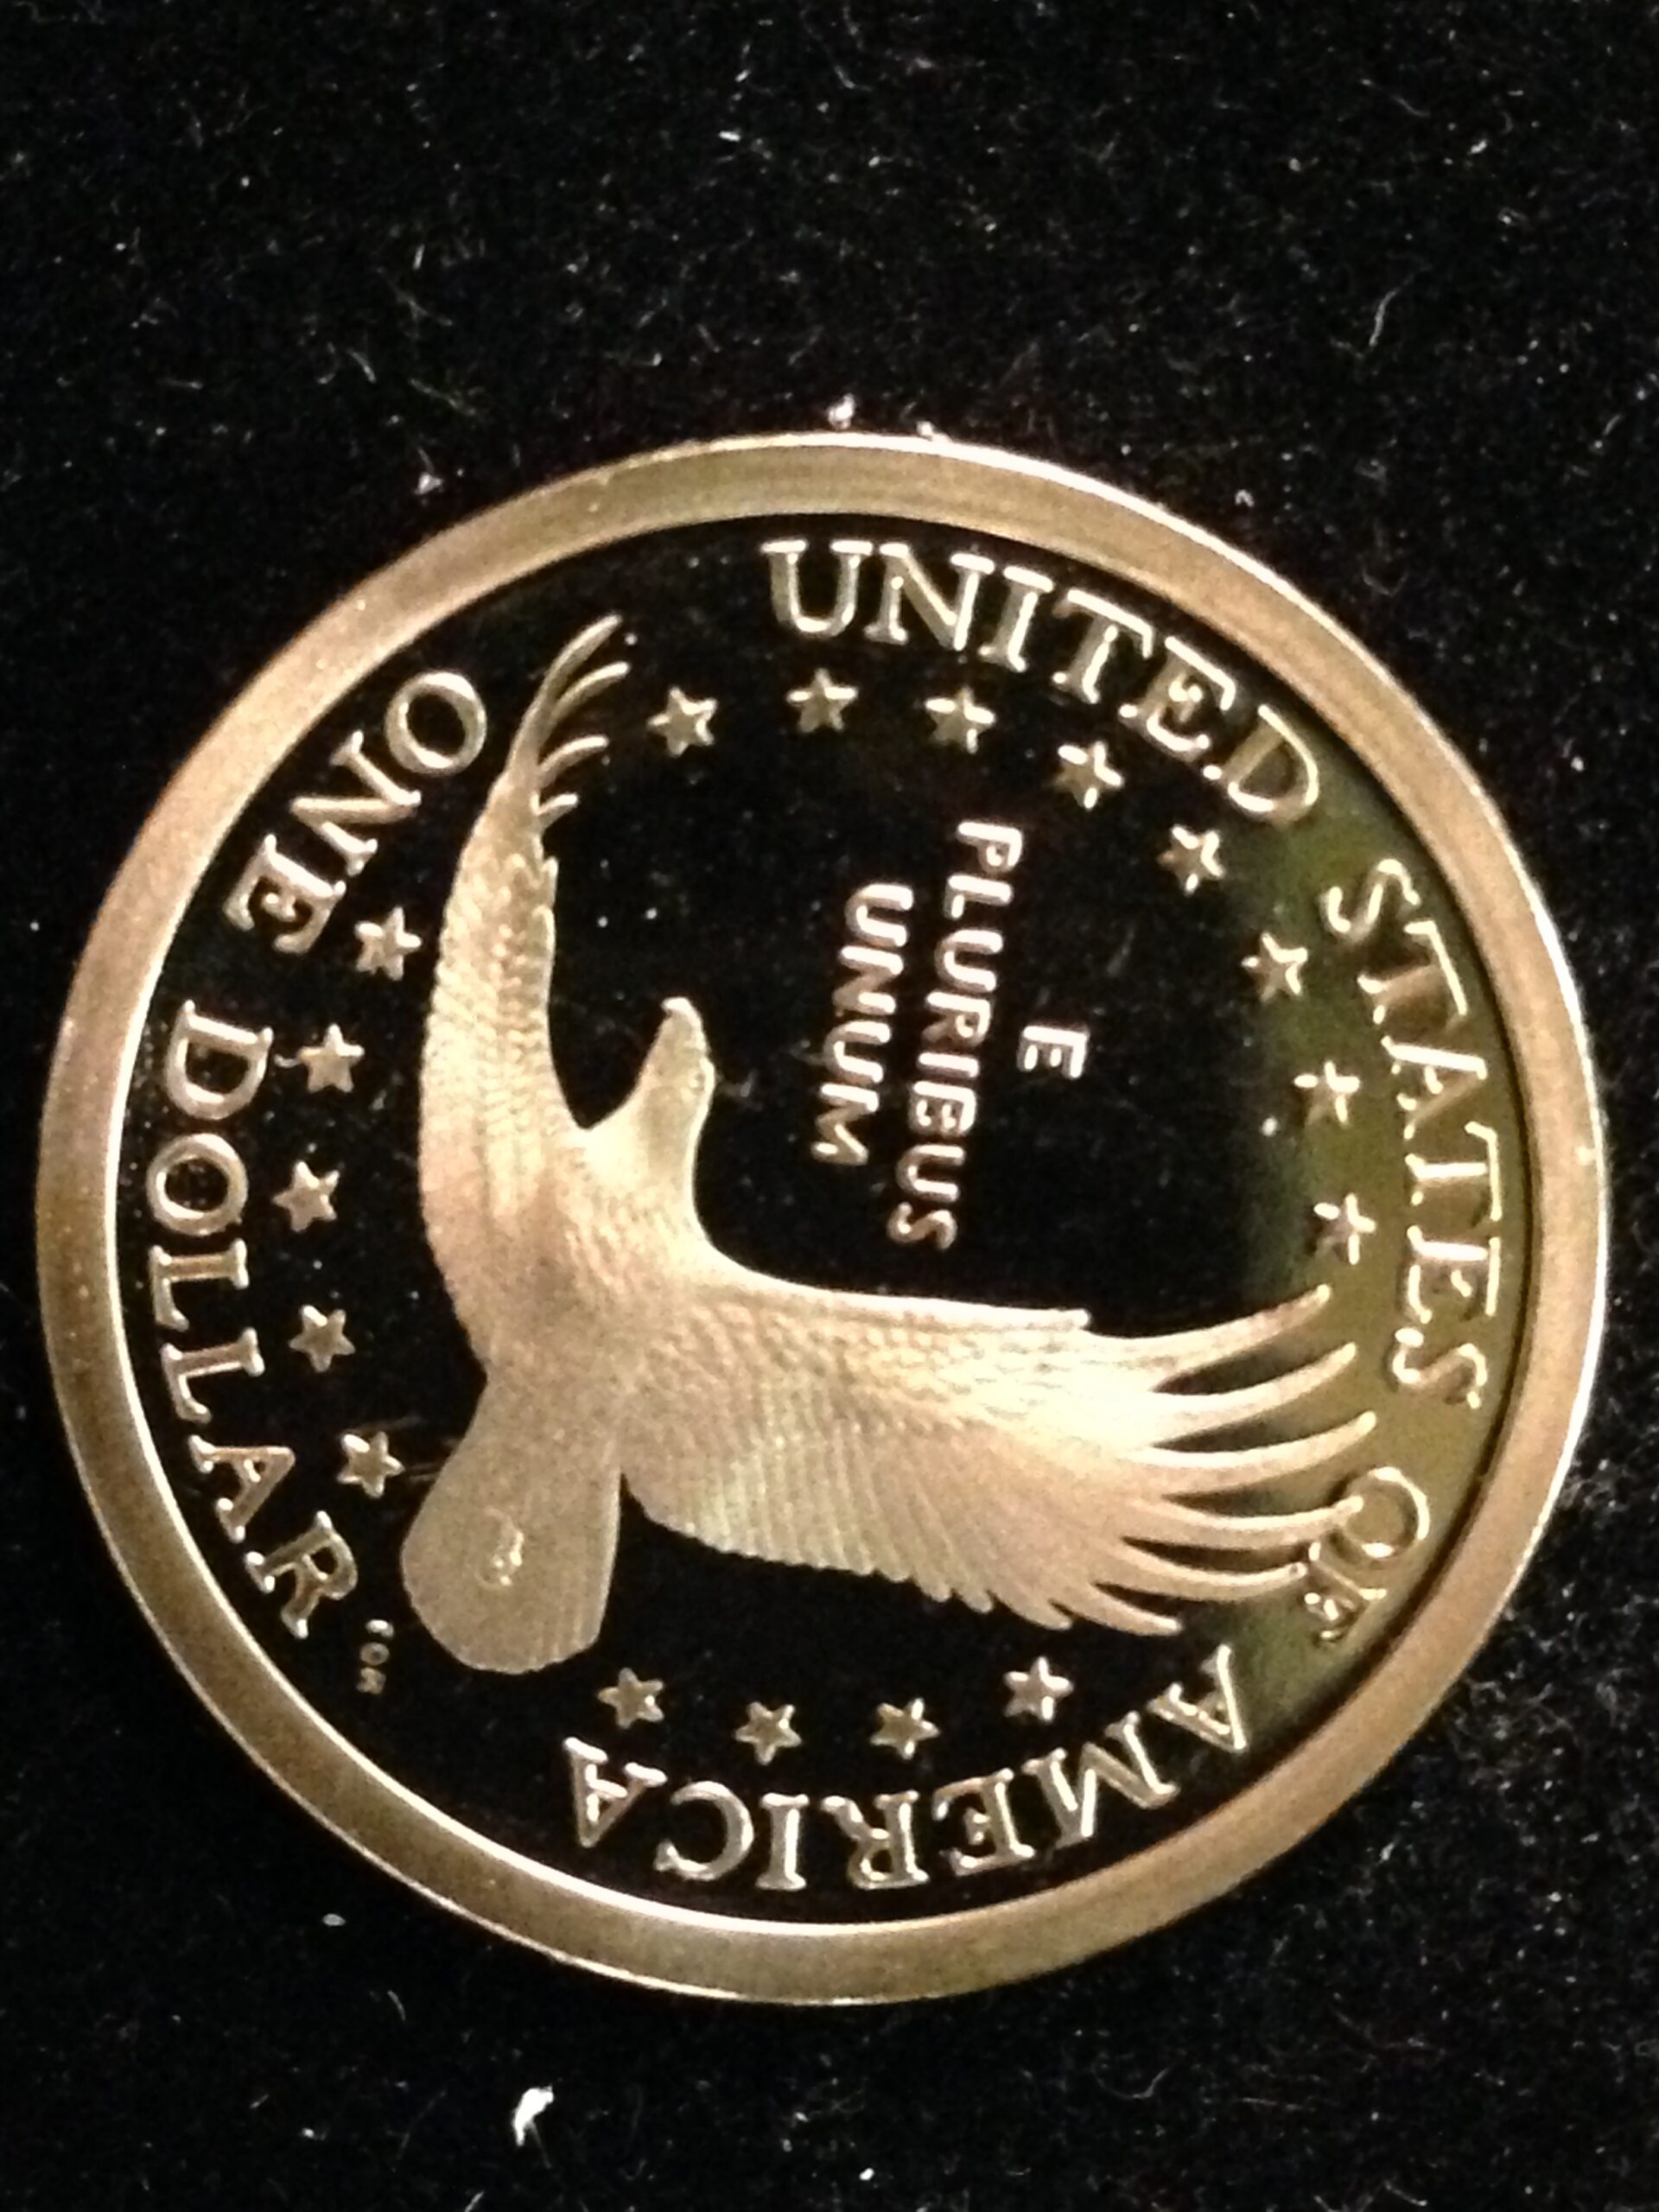 UNITED STATES OF AMERICA
E
PLURIBUS
UNUM
ONE DOLLAR